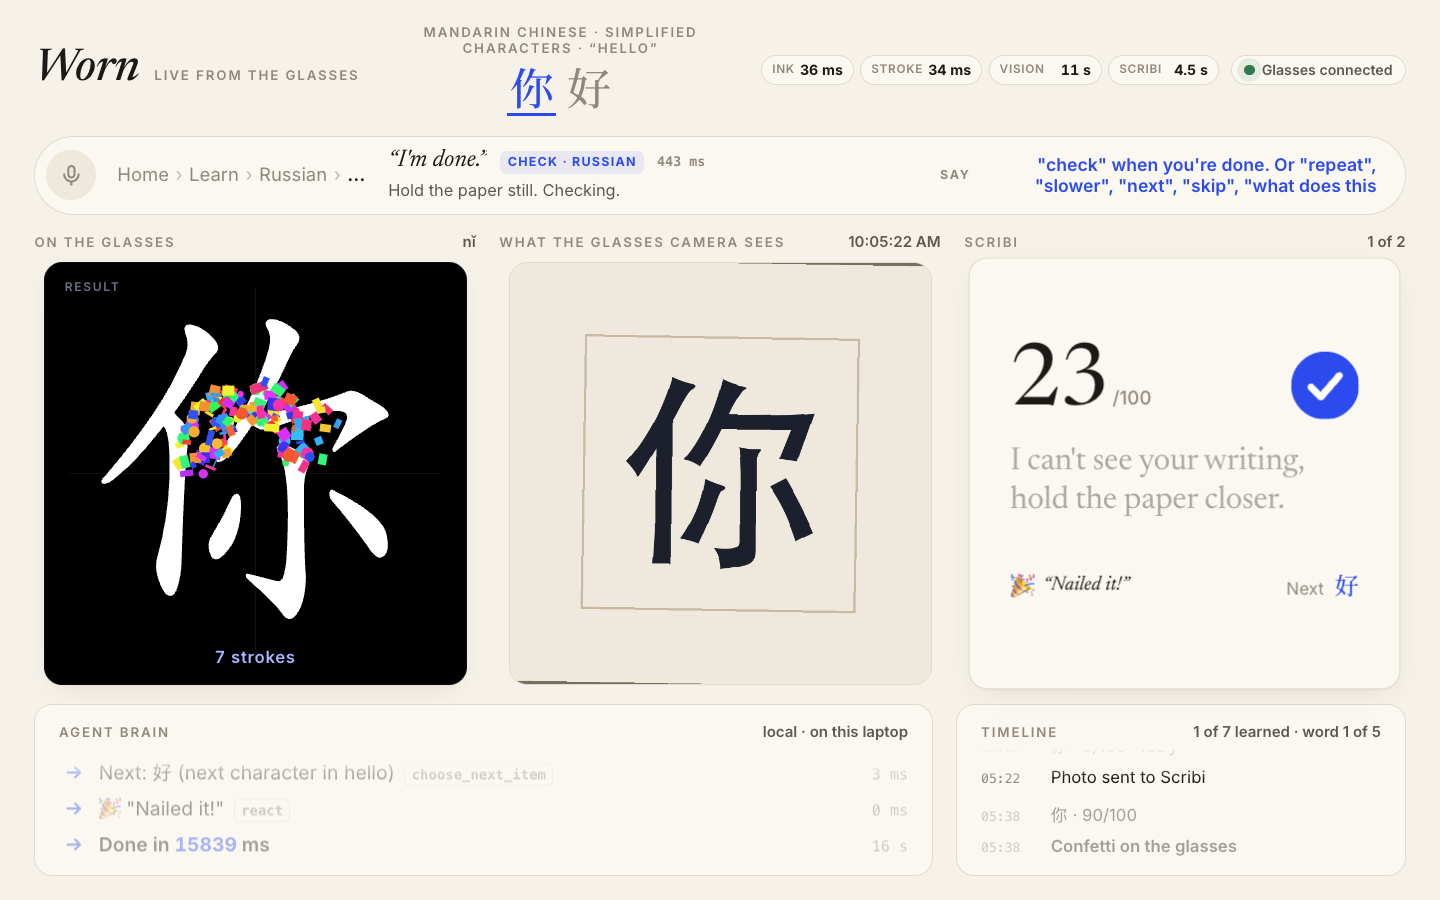 Worn
LIVE FROM THE GLASSES
MANDARIN CHINESE · SIMPLIFIED
CHARACTERS · “HELLO”
你 好
INK 36 ms
STROKE 34 ms
VISION 11 s
SCRIBI 4.5 s
Glasses connected
Home › Learn › Russian › ...
“I'm done.” CHECK · RUSSIAN 443 ms
Hold the paper still. Checking.
SAY
"check" when you're done. Or "repeat",
"slower", "next", "skip", "what does this
ON THE GLASSES nǐ
RESULT
你
7 strokes
WHAT THE GLASSES CAMERA SEES 10:05:22 AM
你
SCRIBI 1 of 2
23 /100
I can't see your writing,
hold the paper closer.
🎉 “Nailed it!”
Next 好
AGENT BRAIN local · on this laptop
→ Next: 好 (next character in hello) choose_next_item 3 ms
→ 🎉 "Nailed it!" react 0 ms
→ Done in 15839 ms 16 s
TIMELINE 1 of 7 learned · word 1 of 5
05:22 Photo sent to Scribi
05:38 你 · 90/100
05:38 Confetti on the glasses